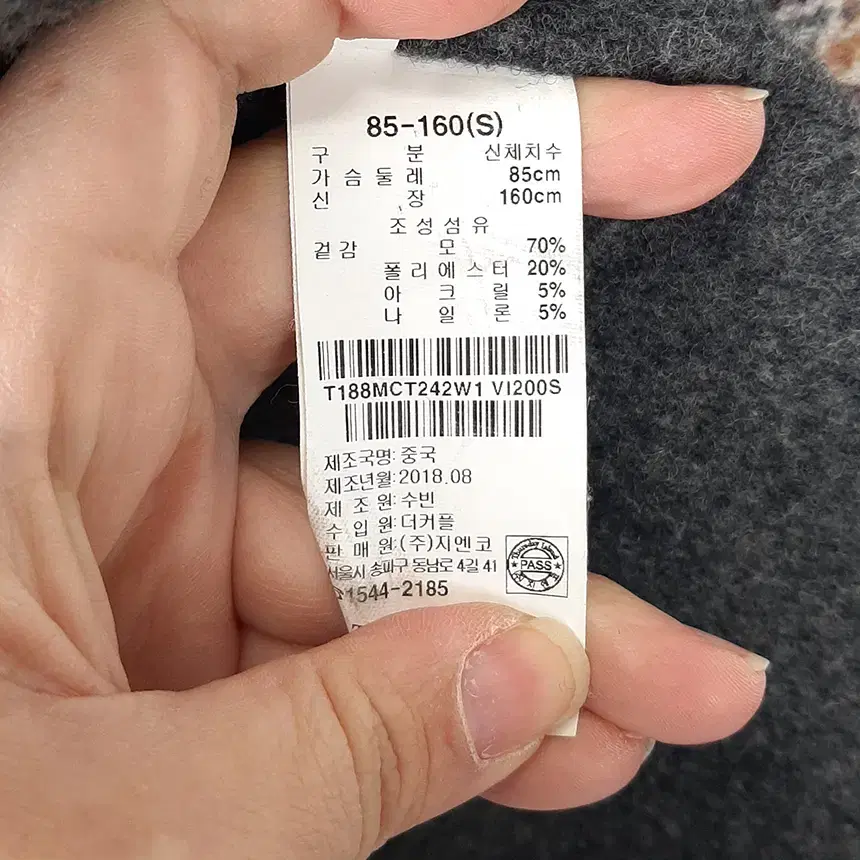 85-160(S)
구 분 신체치수
가슴둘레 85cm
신 장 160cm
조성섬유
겉감 모 70%
폴리에스터 20%
아크릴 5%
나일론 5%
T188MCT242W1 VI200S
제조국명: 중국
제조년월: 2018.08
제 조 원: 수빈
수 입 원: 더커플
판 매 원: (주)지엔코
서울시 송파구 동남로 4길 41
☎1544-2185
PASS